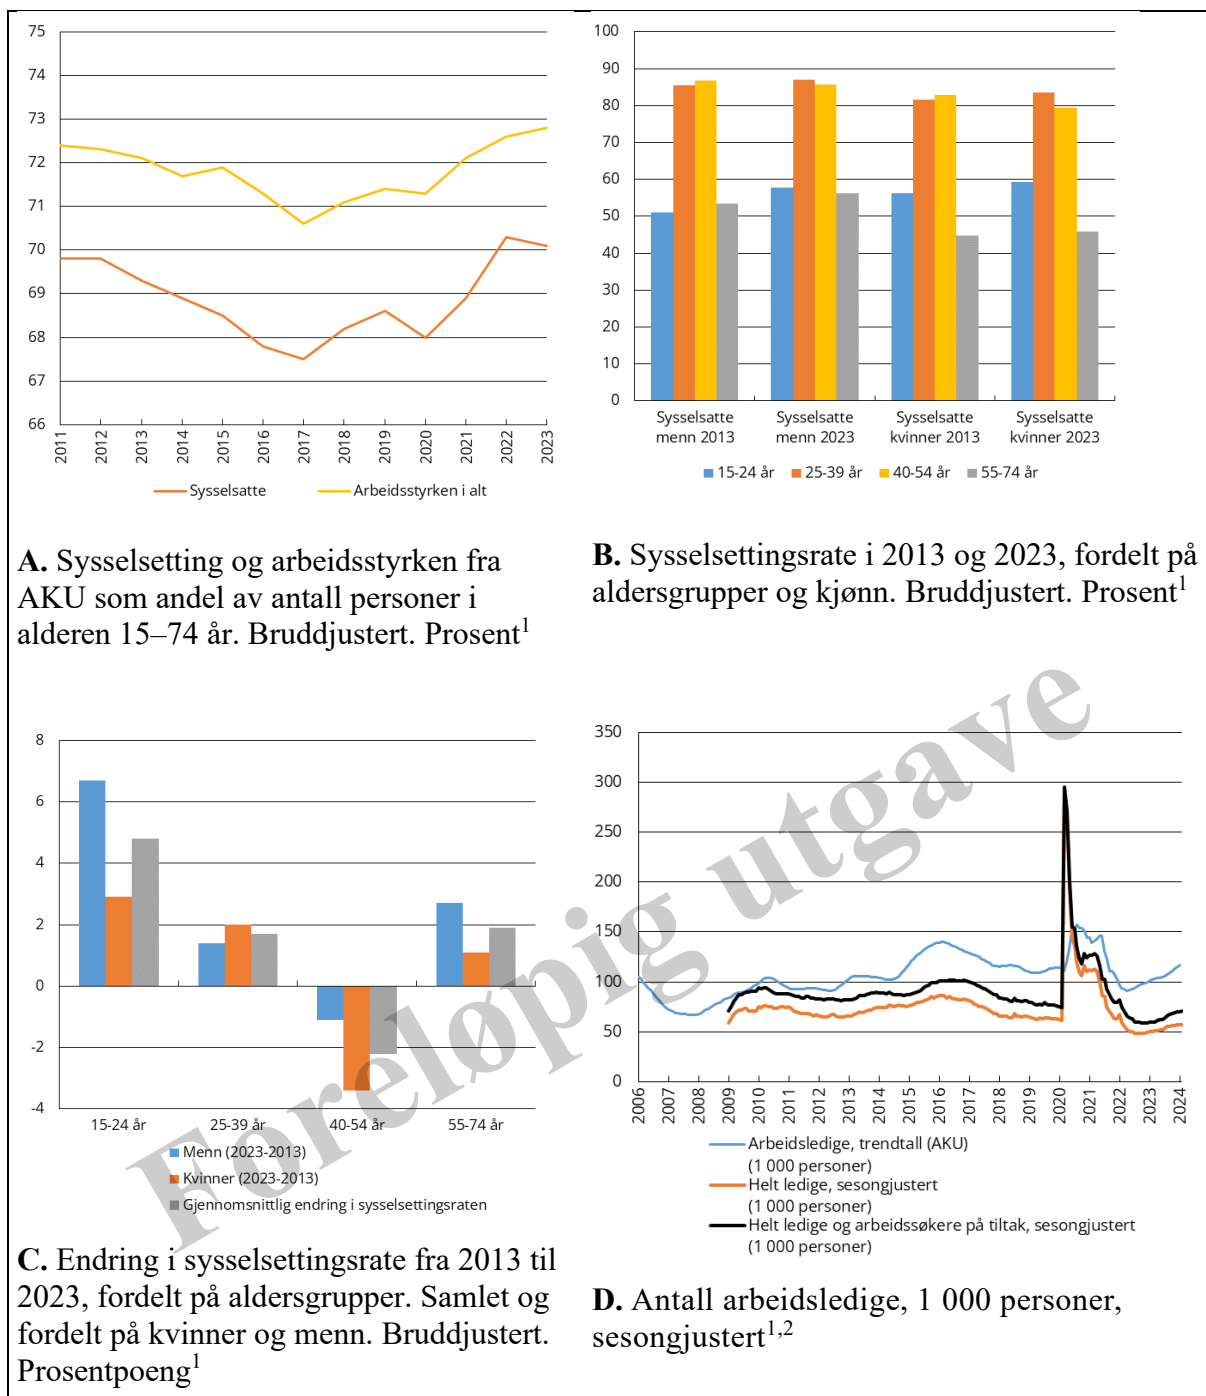 75
74
73
72
71
70
69
68
67
66
2011
2012
2013
2014
2015
2016
2017
2018
2019
2020
2021
2022
2023
Sysselsatte
Arbeidsstyrken i alt
A. Sysselsetting og arbeidsstyrken fra
AKU som andel av antall personer i
alderen 15–74 år. Bruddjustert. Prosent1
100
90
80
70
60
50
40
30
20
10
0
Sysselsatte
menn 2013
Sysselsatte
menn 2023
Sysselsatte
kvinner 2013
Sysselsatte
kvinner 2023
15-24 år
25-39 år
40-54 år
55-74 år
B. Sysselsettingsrate i 2013 og 2023, fordelt på
aldersgrupper og kjønn. Bruddjustert. Prosent1
8
6
4
2
0
-2
-4
15-24 år
25-39 år
40-54 år
55-74 år
Menn (2023-2013)
Kvinner (2023-2013)
Gjennomsnittlig endring i sysselsettingsraten
C. Endring i sysselsettingsrate fra 2013 til
2023, fordelt på aldersgrupper. Samlet og
fordelt på kvinner og menn. Bruddjustert.
Prosentpoeng1
350
300
250
200
150
100
50
0
2006
2007
2008
2009
2010
2011
2012
2013
2014
2015
2016
2017
2018
2019
2020
2021
2022
2023
2024
Arbeidsledige, trendtall (AKU)
(1 000 personer)
Helt ledige, sesongjustert
(1 000 personer)
Helt ledige og arbeidssøkere på tiltak, sesongjustert
(1 000 personer)
D. Antall arbeidsledige, 1 000 personer,
sesongjustert1,2
Foreløpig utgave